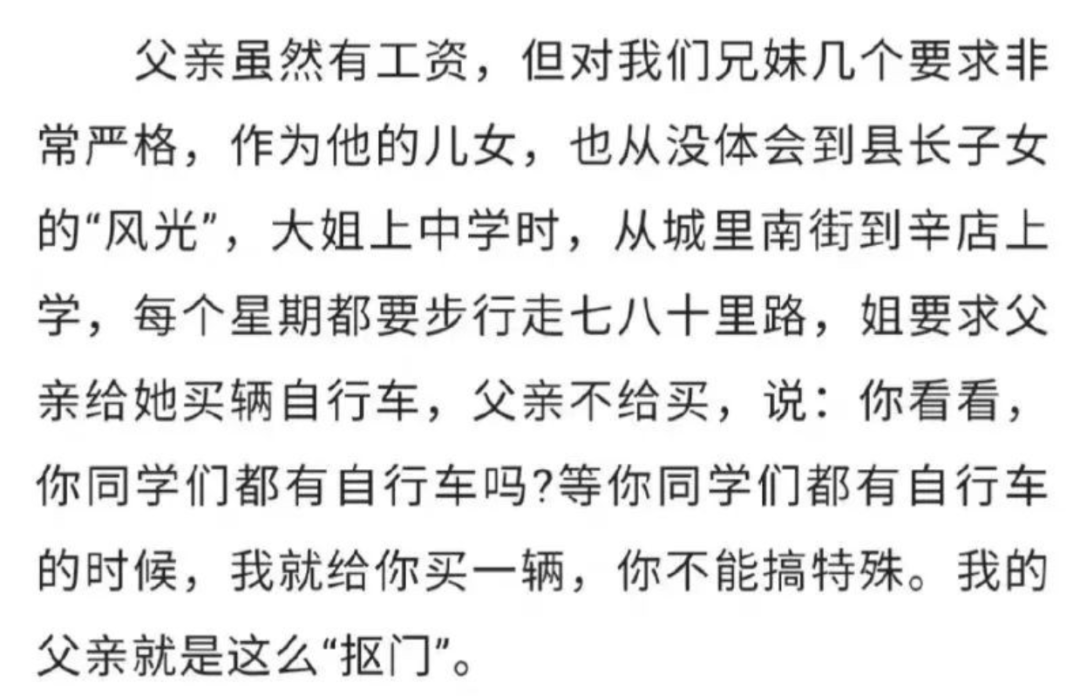 父亲虽然有工资，但对我们兄妹几个要求非
常严格，作为他的儿女，也从没体会到县长子女
的“风光”，大姐上中学时，从城里南街到辛店上
学，每个星期都要步行走七八十里路，姐要求父
亲给她买辆自行车，父亲不给买，说：你看看，
你同学们都有自行车吗?等你同学们都有自行车
的时候，我就给你买一辆，你不能搞特殊。我的
父亲就是这么“抠门”。